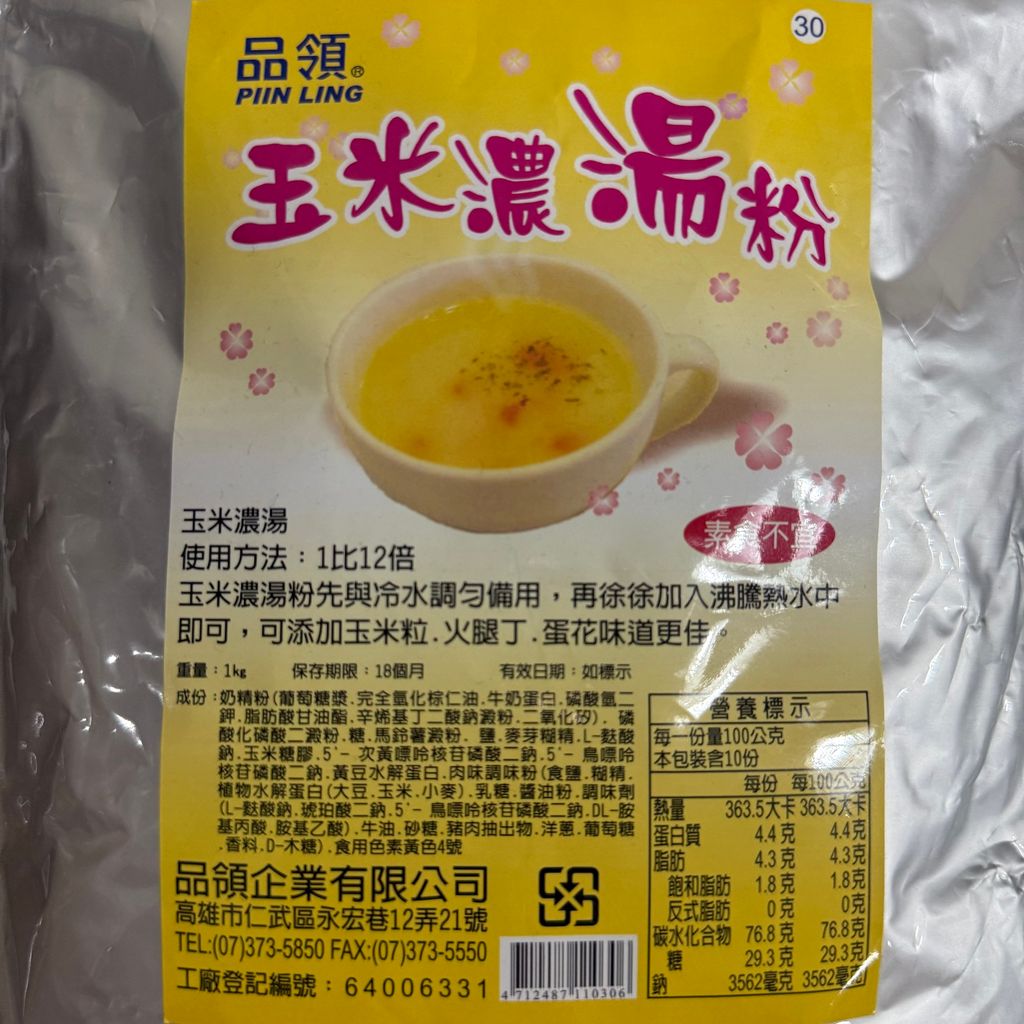 30
品領®
PIIN LING
玉米濃湯粉
素食不宜
玉米濃湯
使用方法：1比12倍
玉米濃湯粉先與冷水調勻備用，再徐徐加入沸騰熱水中
即可，可添加玉米粒.火腿丁.蛋花味道更佳。
重量：1kg 保存期限：18個月 有效日期：如標示
成份：奶精粉(葡萄糖漿.完全氫化棕仁油.牛奶蛋白.磷酸氫二
鉀.脂肪酸甘油酯.辛烯基丁二酸鈉澱粉.二氧化矽). 磷
酸化磷酸二澱粉.糖.馬鈴薯澱粉. 鹽.麥芽糊精.L-麩酸
鈉.玉米糖膠.5'- 次黃嘌呤核苷磷酸二鈉.5'- 鳥嘌呤
核苷磷酸二鈉.黃豆水解蛋白.肉味調味粉(食鹽.糊精.
植物水解蛋白(大豆.玉米.小麥).乳糖.醬油粉.調味劑
(L-麩酸鈉.琥珀酸二鈉.5'- 鳥嘌呤核苷磷酸二鈉.DL-胺
基丙酸.胺基乙酸).牛油.砂糖.豬肉抽出物.洋蔥.葡萄糖
.香料.D-木糖).食用色素黃色4號
品領企業有限公司
高雄市仁武區永宏巷12弄21號
TEL:(07)373-5850 FAX:(07)373-5550
工廠登記編號：64006331
4 712487 110306
營養標示
每一份量100公克
本包裝含10份
每份 每100公克
熱量 363.5大卡 363.5大卡
蛋白質 4.4克 4.4克
脂肪 4.3克 4.3克
飽和脂肪 1.8克 1.8克
反式脂肪 0克 0克
碳水化合物 76.8克 76.8克
糖 29.3克 29.3克
鈉 3562毫克 3562毫克